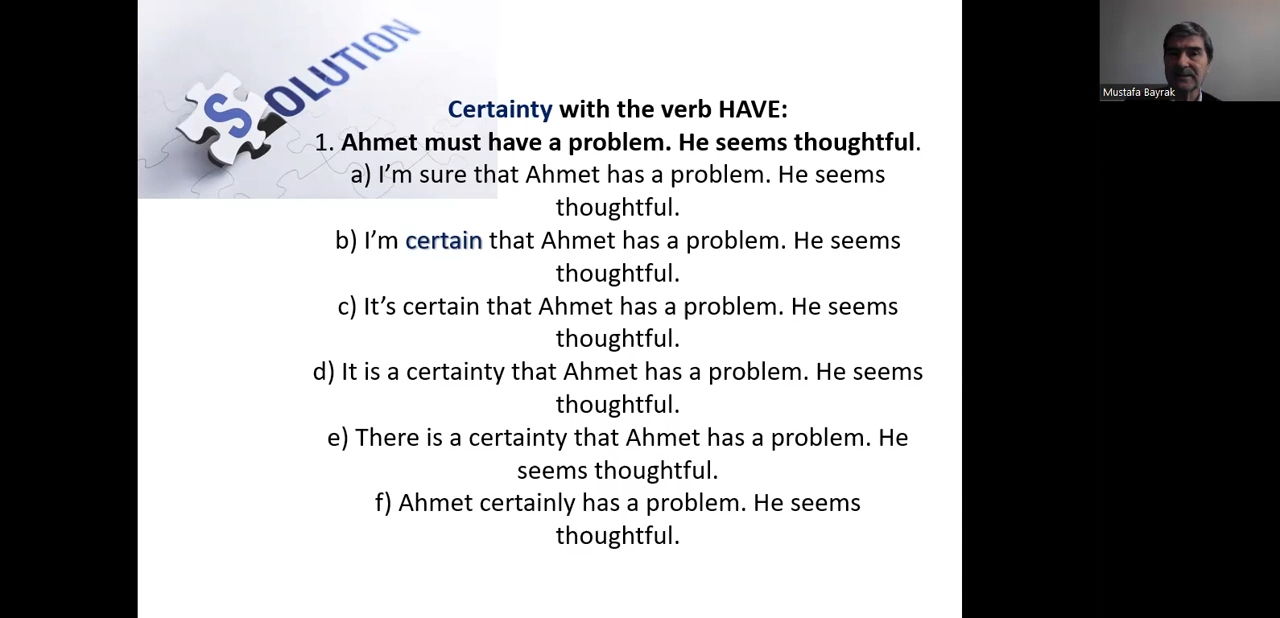 SOLUTION
Certainty with the verb HAVE:
1. Ahmet must have a problem. He seems thoughtful.
a) I’m sure that Ahmet has a problem. He seems
thoughtful.
b) I’m certain that Ahmet has a problem. He seems
thoughtful.
c) It’s certain that Ahmet has a problem. He seems
thoughtful.
d) It is a certainty that Ahmet has a problem. He seems
thoughtful.
e) There is a certainty that Ahmet has a problem. He
seems thoughtful.
f) Ahmet certainly has a problem. He seems
thoughtful.
Mustafa Bayrak